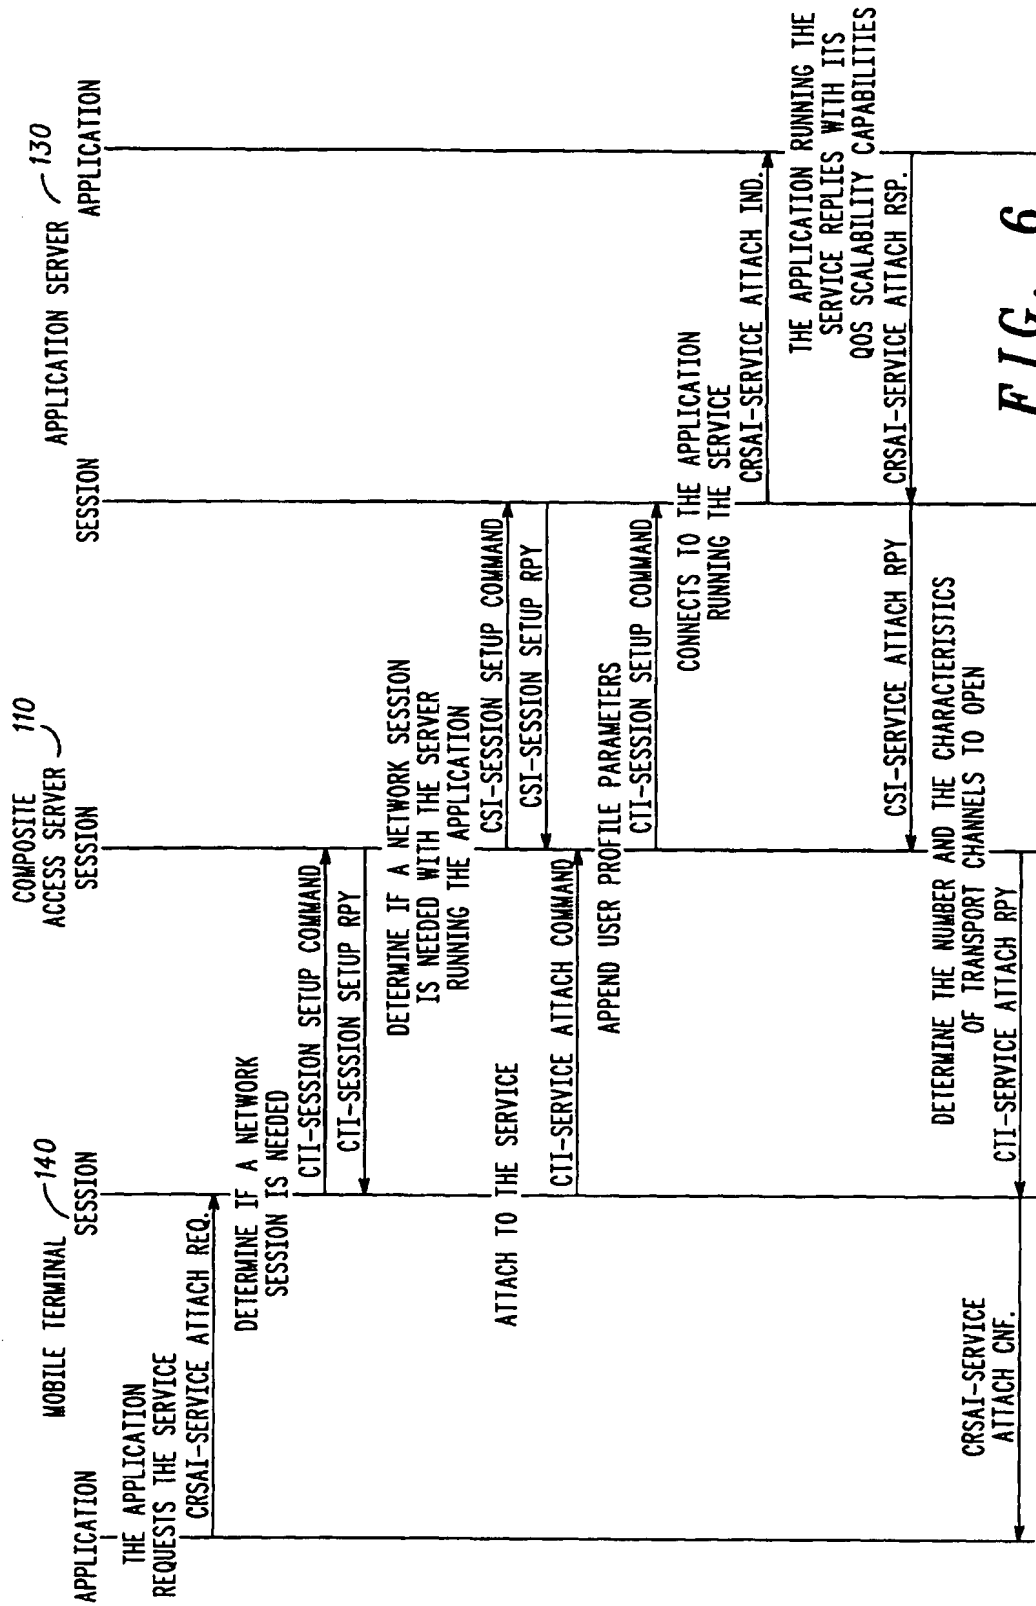 MOBILE TERMINAL 140
COMPOSITE 110
ACCESS SERVER
APPLICATION SERVER 130
APPLICATION
SESSION
SESSION
SESSION
APPLICATION
THE APPLICATION
REQUESTS THE SERVICE
CRSAI-SERVICE ATTACH REQ.
DETERMINE IF A NETWORK
SESSION IS NEEDED
CTI-SESSION SETUP COMMAND
CTI-SESSION SETUP RPY
DETERMINE IF A NETWORK SESSION
IS NEEDED WITH THE SERVER
RUNNING THE APPLICATION
CSI-SESSION SETUP COMMAND
CSI-SESSION SETUP RPY
ATTACH TO THE SERVICE
CTI-SERVICE ATTACH COMMAND
APPEND USER PROFILE PARAMETERS
CTI-SESSION SETUP COMMAND
CONNECTS TO THE APPLICATION
RUNNING THE SERVICE
CRSAI-SERVICE ATTACH IND.
THE APPLICATION RUNNING THE
SERVICE REPLIES WITH ITS
QOS SCALABILITY CAPABILITIES
CRSAI-SERVICE ATTACH RSP.
CSI-SERVICE ATTACH RPY
DETERMINE THE NUMBER AND THE CHARACTERISTICS
OF TRANSPORT CHANNELS TO OPEN
CTI-SERVICE ATTACH RPY
CRSAI-SERVICE
ATTACH CNF.
FIG. 6